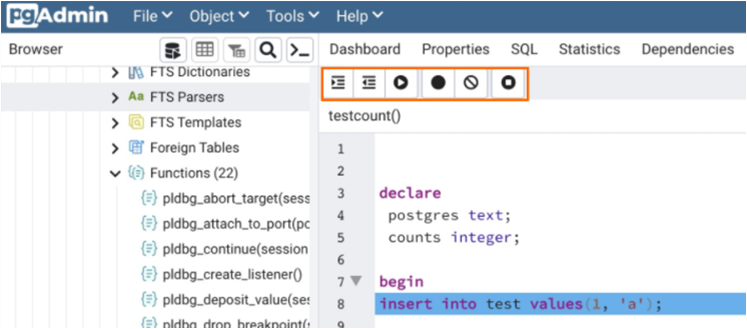 pgAdmin File Object Tools Help
Browser Dashboard Properties SQL Statistics Dependencies
FTS Dictionaries
Aa FTS Parsers
FTS Templates
Foreign Tables
Functions (22)
pldbg_abort_target(sess
pldbg_attach_to_port(po
pldbg_continue(session
pldbg_create_listener()
pldbg_deposit_value(ses
pldbg_drop_breakpoint(s
testcount()
1
2
3 declare
4 postgres text;
5 counts integer;
6
7 begin
8 insert into test values(1, 'a');
9